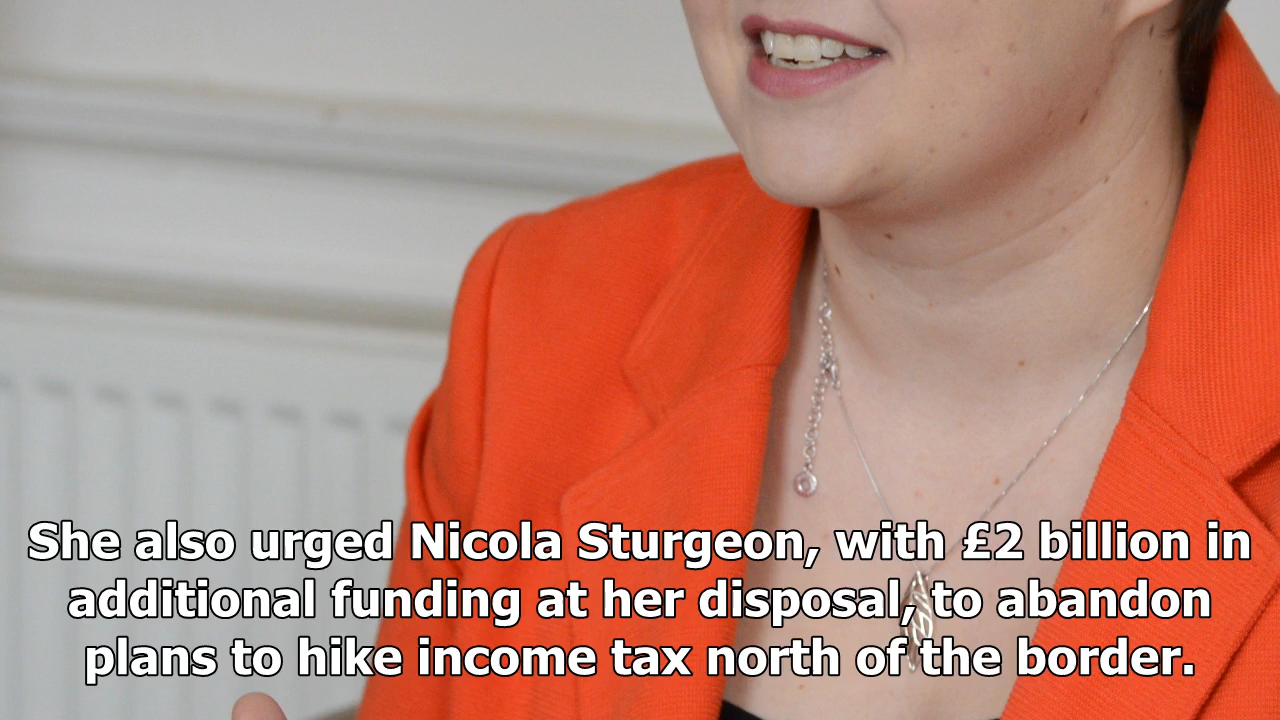 She also urged Nicola Sturgeon, with £2 billion in
additional funding at her disposal, to abandon
plans to hike income tax north of the border.